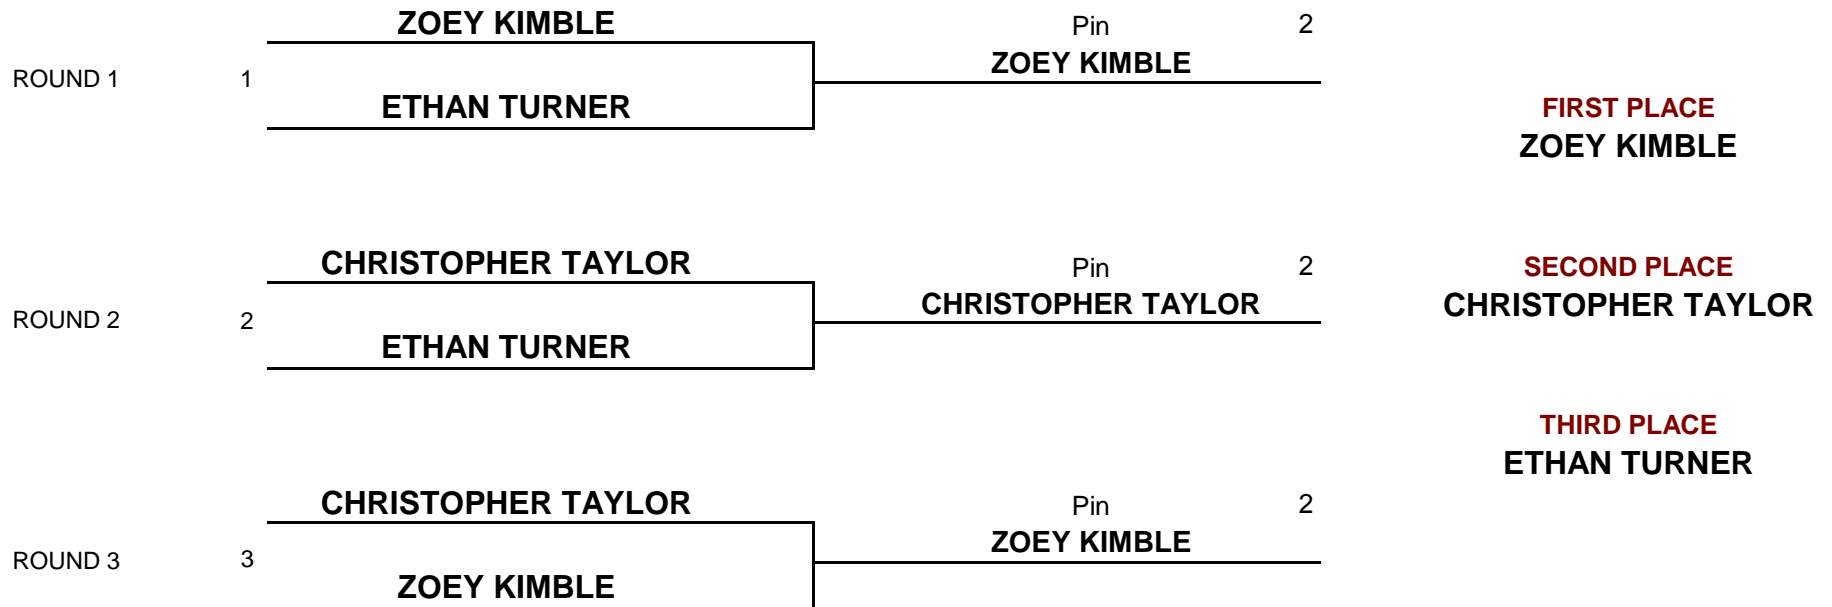 ZOEY KIMBLE
Pin 2
ZOEY KIMBLE
ROUND 1 1
ETHAN TURNER
FIRST PLACE
ZOEY KIMBLE
CHRISTOPHER TAYLOR
Pin 2
SECOND PLACE
CHRISTOPHER TAYLOR
CHRISTOPHER TAYLOR
ROUND 2 2
ETHAN TURNER
THIRD PLACE
ETHAN TURNER
CHRISTOPHER TAYLOR
Pin 2
ZOEY KIMBLE
ROUND 3 3
ZOEY KIMBLE